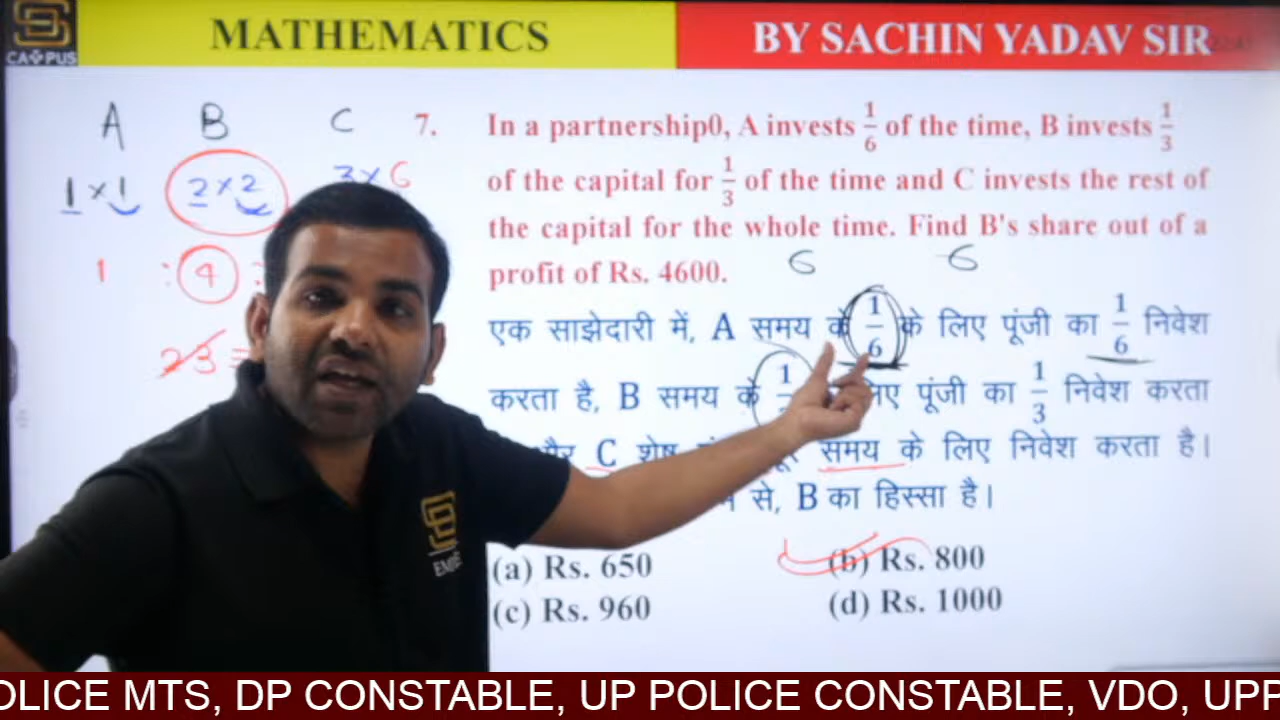 CAMPUS
MATHEMATICS
BY SACHIN YADAV SIR
A B C
1 × 1 2 × 2 3 × 6
1 : 4 :
23 =
7. In a partnership0, A invests 1/6 of the time, B invests 1/3
of the capital for 1/3 of the time and C invests the rest of
the capital for the whole time. Find B's share out of a
profit of Rs. 4600.
6 6
एक साझेदारी में, A समय के 1/6 के लिए पूंजी का 1/6 निवेश
करता है, B समय के 1/ लिए पूंजी का 1/3 निवेश करता
C शेष समय के लिए निवेश करता है।
से, B का हिस्सा है।
(a) Rs. 650 (b) Rs. 800
(c) Rs. 960 (d) Rs. 1000
OLICE MTS, DP CONSTABLE, UP POLICE CONSTABLE, VDO, UPP